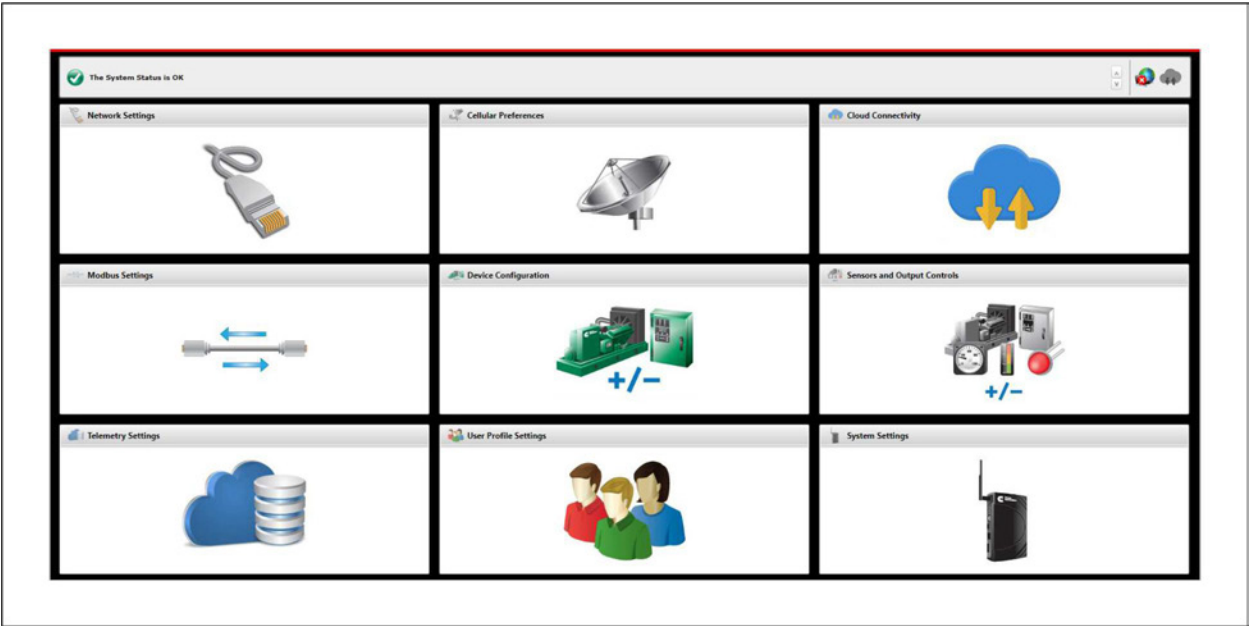 The System Status is OK
Network Settings
Cellular Preferences
Cloud Connectivity
Modbus Settings
Device Configuration
+/−
Sensors and Output Controls
+/−
Telemetry Settings
User Profile Settings
System Settings